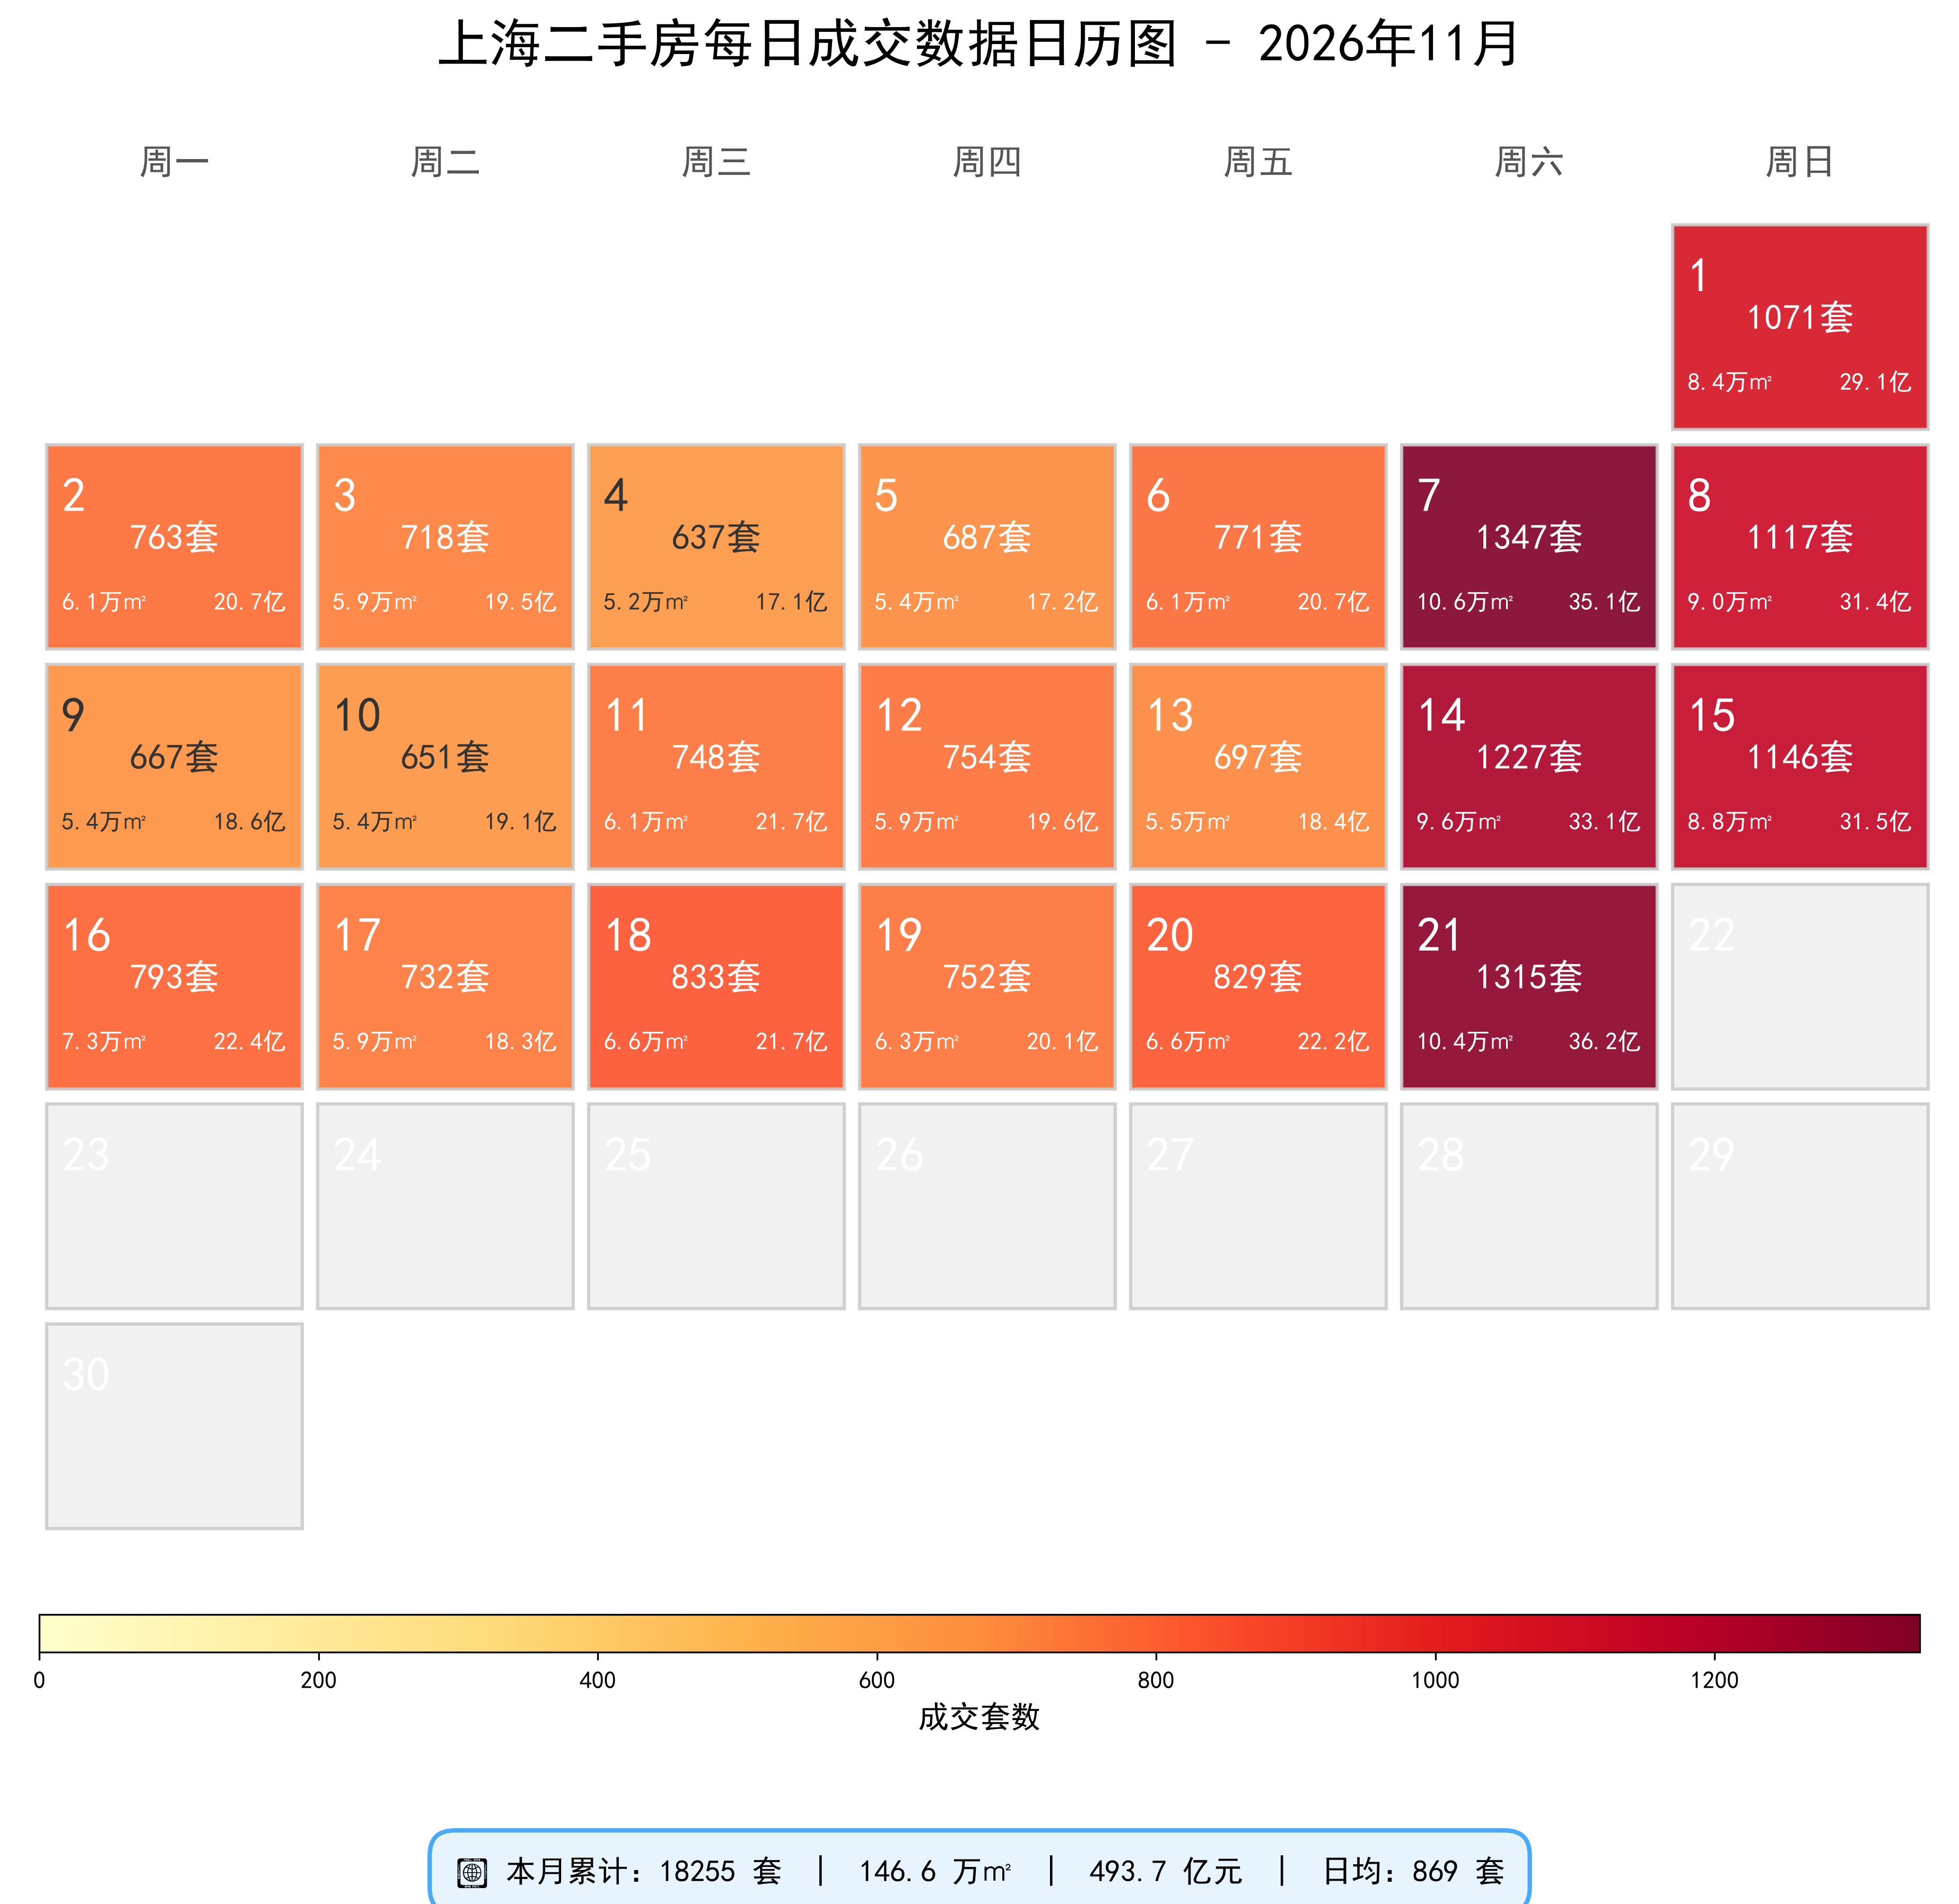 上海二手房每日成交数据日历图 - 2026年11月
周一 周二 周三 周四 周五 周六 周日
1
1071套
8.4万㎡ 29.1亿
2 3 4 5 6 7 8
763套 718套 637套 687套 771套 1347套 1117套
6.1万㎡ 20.7亿 5.9万㎡ 19.5亿 5.2万㎡ 17.1亿 5.4万㎡ 17.2亿 6.1万㎡ 20.7亿 10.6万㎡ 35.1亿 9.0万㎡ 31.4亿
9 10 11 12 13 14 15
667套 651套 748套 754套 697套 1227套 1146套
5.4万㎡ 18.6亿 5.4万㎡ 19.1亿 6.1万㎡ 21.7亿 5.9万㎡ 19.6亿 5.5万㎡ 18.4亿 9.6万㎡ 33.1亿 8.8万㎡ 31.5亿
16 17 18 19 20 21 22
793套 732套 833套 752套 829套 1315套
7.3万㎡ 22.4亿 5.9万㎡ 18.3亿 6.6万㎡ 21.7亿 6.3万㎡ 20.1亿 6.6万㎡ 22.2亿 10.4万㎡ 36.2亿
23 24 25 26 27 28 29
30
0 200 400 600 800 1000 1200
成交套数
本月累计：18255 套 | 146.6 万㎡ | 493.7 亿元 | 日均：869 套